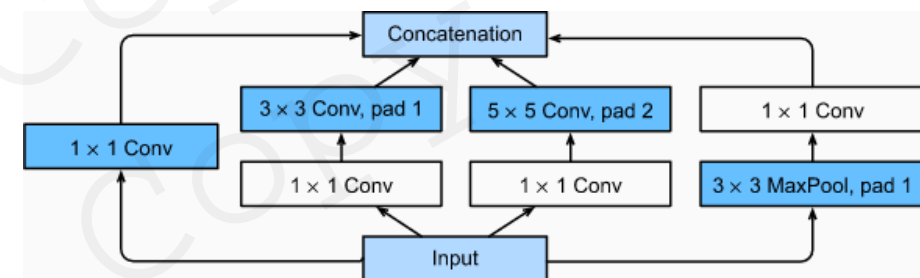 Concatenation
3 × 3 Conv, pad 1
5 × 5 Conv, pad 2
1 × 1 Conv
1 × 1 Conv
1 × 1 Conv
1 × 1 Conv
3 × 3 MaxPool, pad 1
Input
Copy